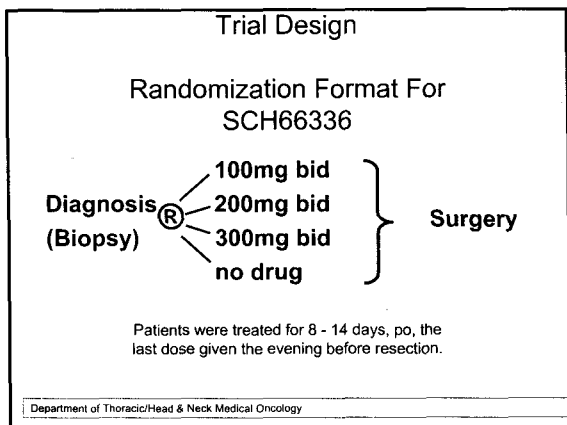 Trial Design
Randomization Format For
SCH66336
100mg bid
Diagnosis
R
200mg bid
(Biopsy)
300mg bid
no drug
Surgery
Patients were treated for 8 - 14 days, po, the
last dose given the evening before resection.
Department of Thoracic/Head & Neck Medical Oncology